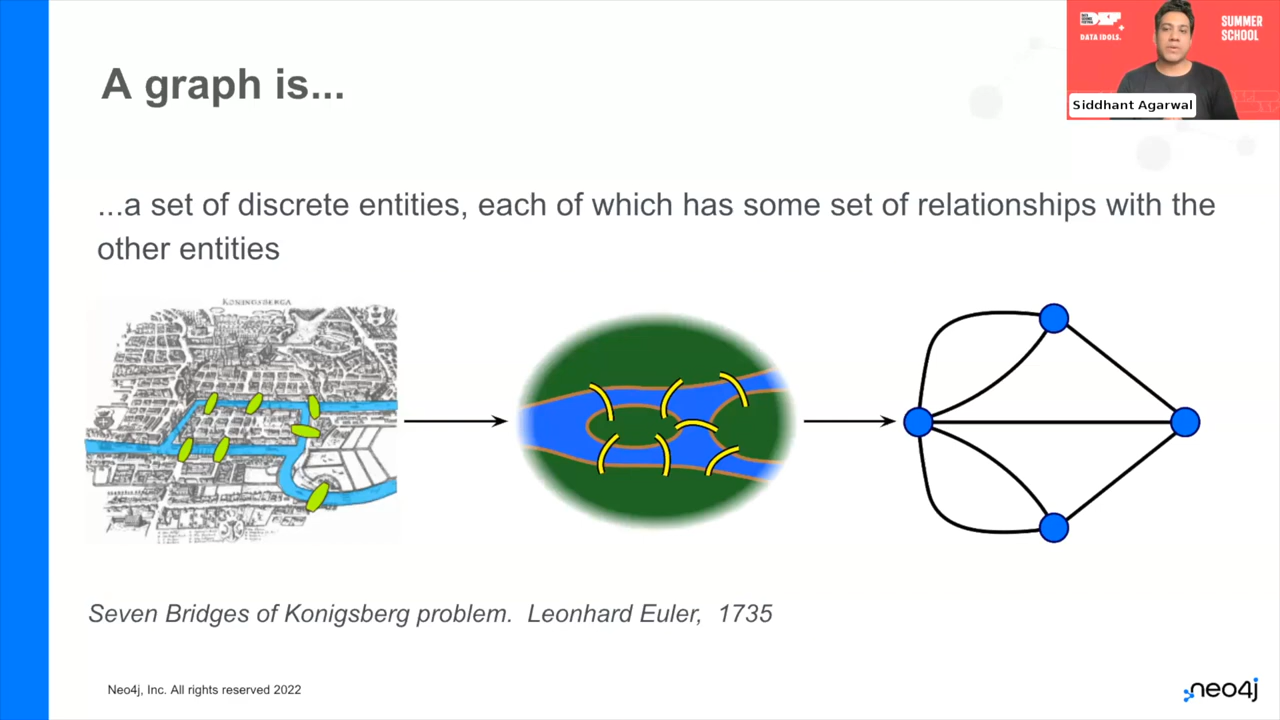 A graph is...
DATA IDOLS.
SUMMER
SCHOOL
Siddhant Agarwal
...a set of discrete entities, each of which has some set of relationships with the
other entities
KONINGSBERGA
Seven Bridges of Konigsberg problem. Leonhard Euler, 1735
Neo4j, Inc. All rights reserved 2022
neo4j